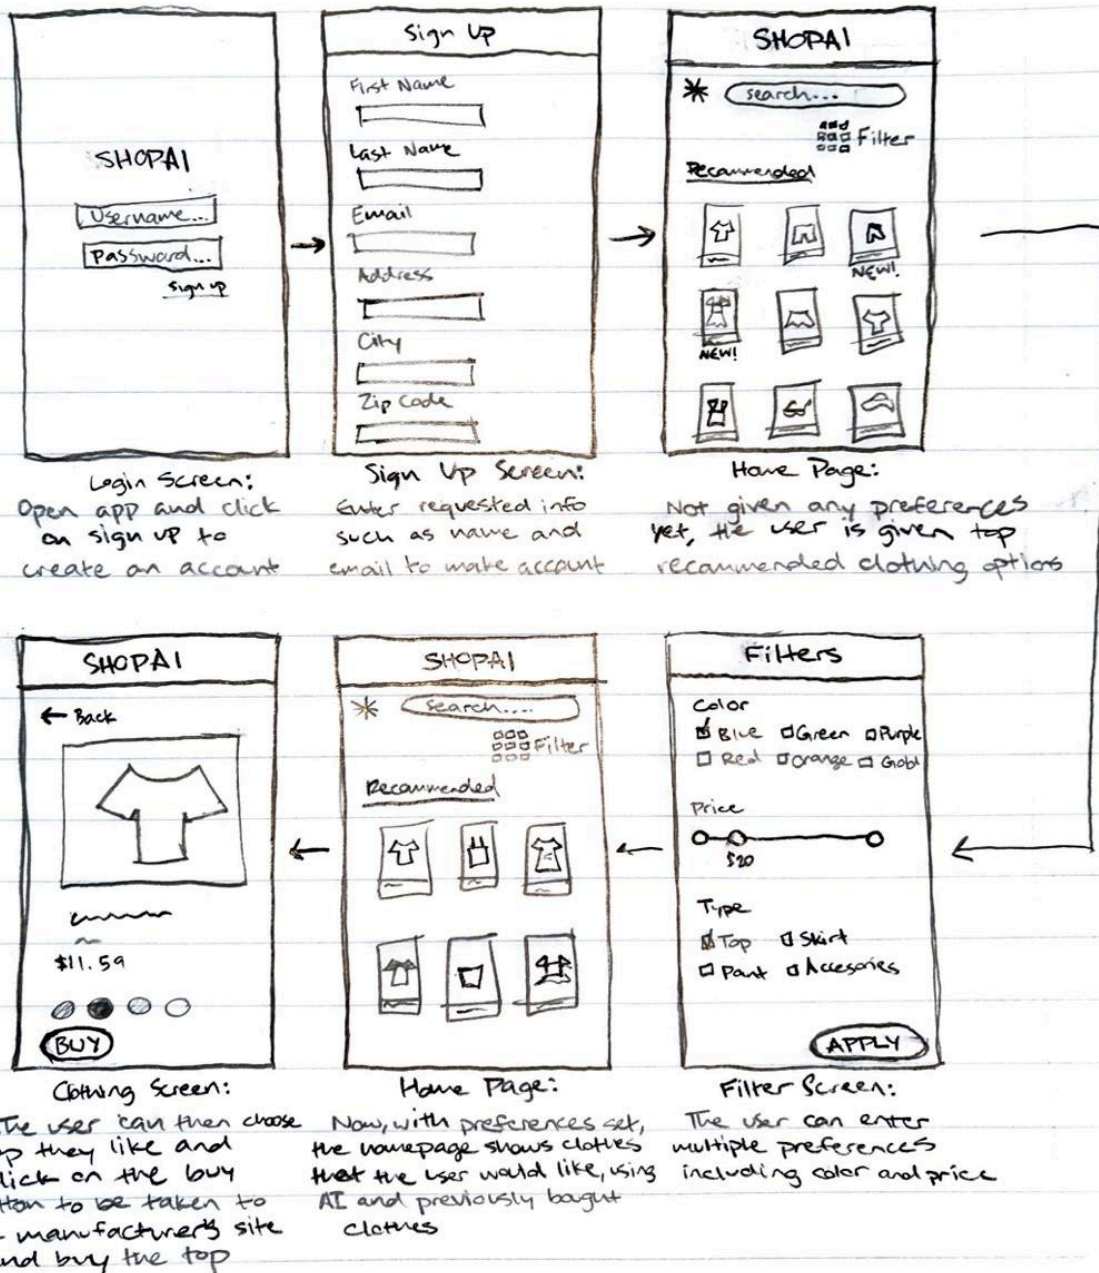 SHOPAI
Username...
Password...
sign up
Login Screen:
Open app and click
on sign up to
create an account
Sign Up
First Name
Last Name
Email
Address
City
Zip Code
Sign Up Screen:
Enter requested info
such as name and
email to make account
SHOPAI
search...
Filter
Recommended
NEW!
NEW!
Home Page:
Not given any preferences
yet, the user is given top
recommended clothing options
Filters
Color
Blue Green Purple
Red Orange
Price
$20
Type
Top Skirt
Pant Accesories
APPLY
Filter Screen:
The user can enter
multiple preferences
including color and price
SHOPAI
search....
Filter
Recommended
Home Page:
Now, with preferences set,
the homepage shows clothes
that the user would like, using
AI and previously bought
clothes
SHOPAI
← Back
$11.59
BUY
Clothing Screen:
The user can then choose
they like and
on the buy
to be taken to
manufacturer's site
buy the top